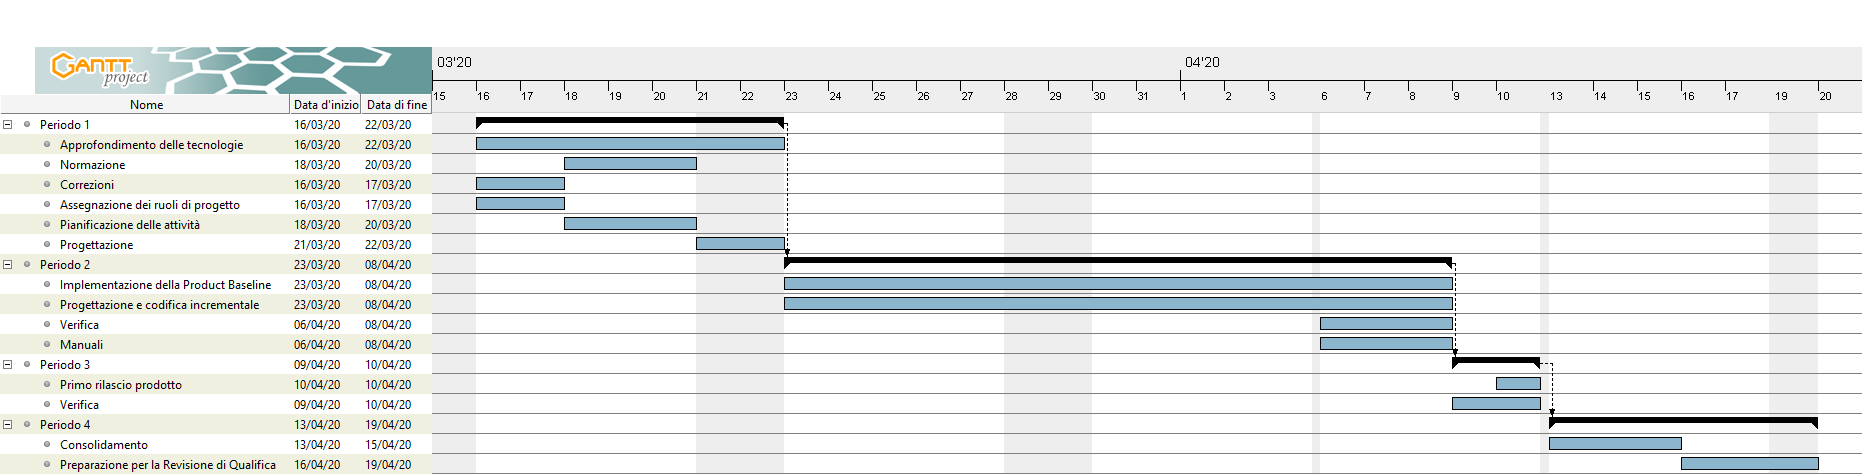 GANTT
project
03'20 04'20
15 16 17 18 19 20 21 22 23 24 25 26 27 28 29 30 31 1 2 3 6 7 8 9 10 13 14 15 16 17 19 20
Nome Data d'inizio Data di fine
Periodo 1 16/03/20 22/03/20
Approfondimento delle tecnologie 16/03/20 22/03/20
Normazione 18/03/20 20/03/20
Correzioni 16/03/20 17/03/20
Assegnazione dei ruoli di progetto 16/03/20 17/03/20
Pianificazione delle attività 18/03/20 20/03/20
Progettazione 21/03/20 22/03/20
Periodo 2 23/03/20 08/04/20
Implementazione della Product Baseline 23/03/20 08/04/20
Progettazione e codifica incrementale 23/03/20 08/04/20
Verifica 06/04/20 08/04/20
Manuali 06/04/20 08/04/20
Periodo 3 09/04/20 10/04/20
Primo rilascio prodotto 10/04/20 10/04/20
Verifica 09/04/20 10/04/20
Periodo 4 13/04/20 19/04/20
Consolidamento 13/04/20 15/04/20
Preparazione per la Revisione di Qualifica 16/04/20 19/04/20